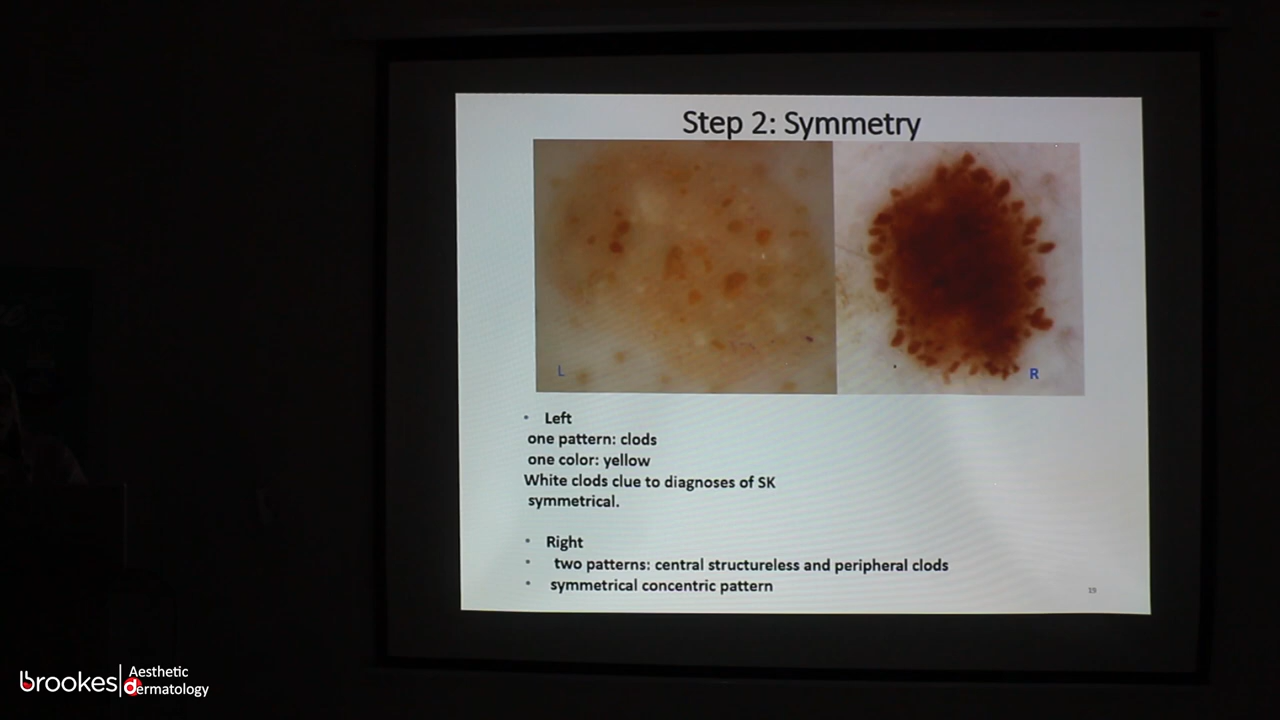 Step 2: Symmetry
L
R
• Left
one pattern: clods
one color: yellow
White clods clue to diagnoses of SK
symmetrical.
• Right
• two patterns: central structureless and peripheral clods
• symmetrical concentric pattern
19
brookes
Aesthetic
dermatology